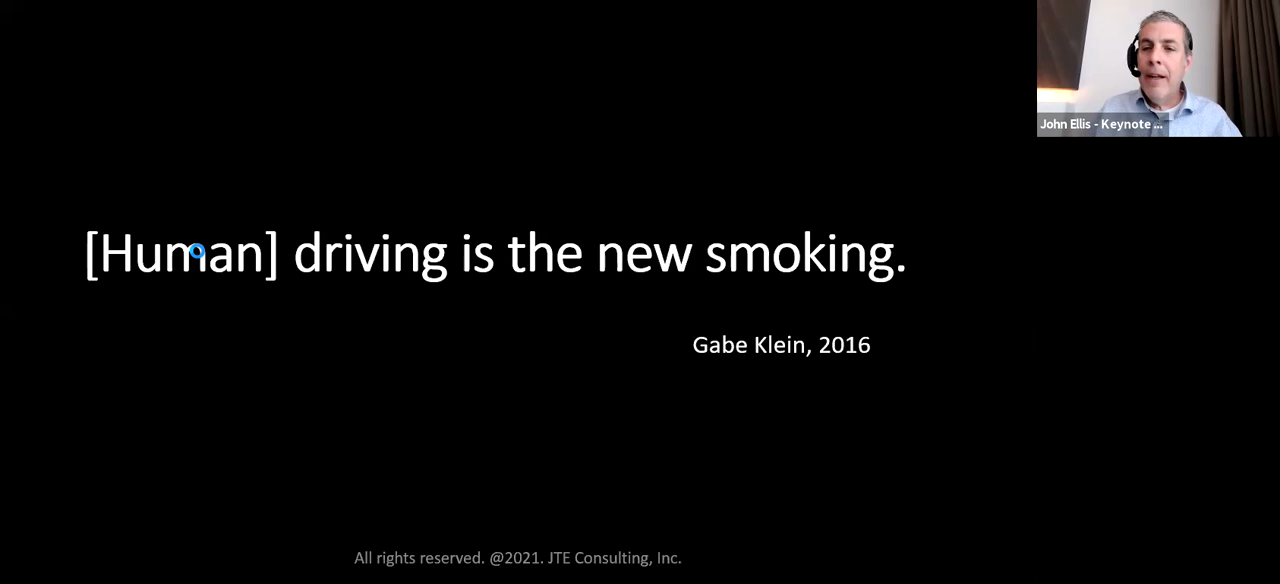 John Ellis - Keynote ...
[Human] driving is the new smoking.
Gabe Klein, 2016
All rights reserved. @2021. JTE Consulting, Inc.